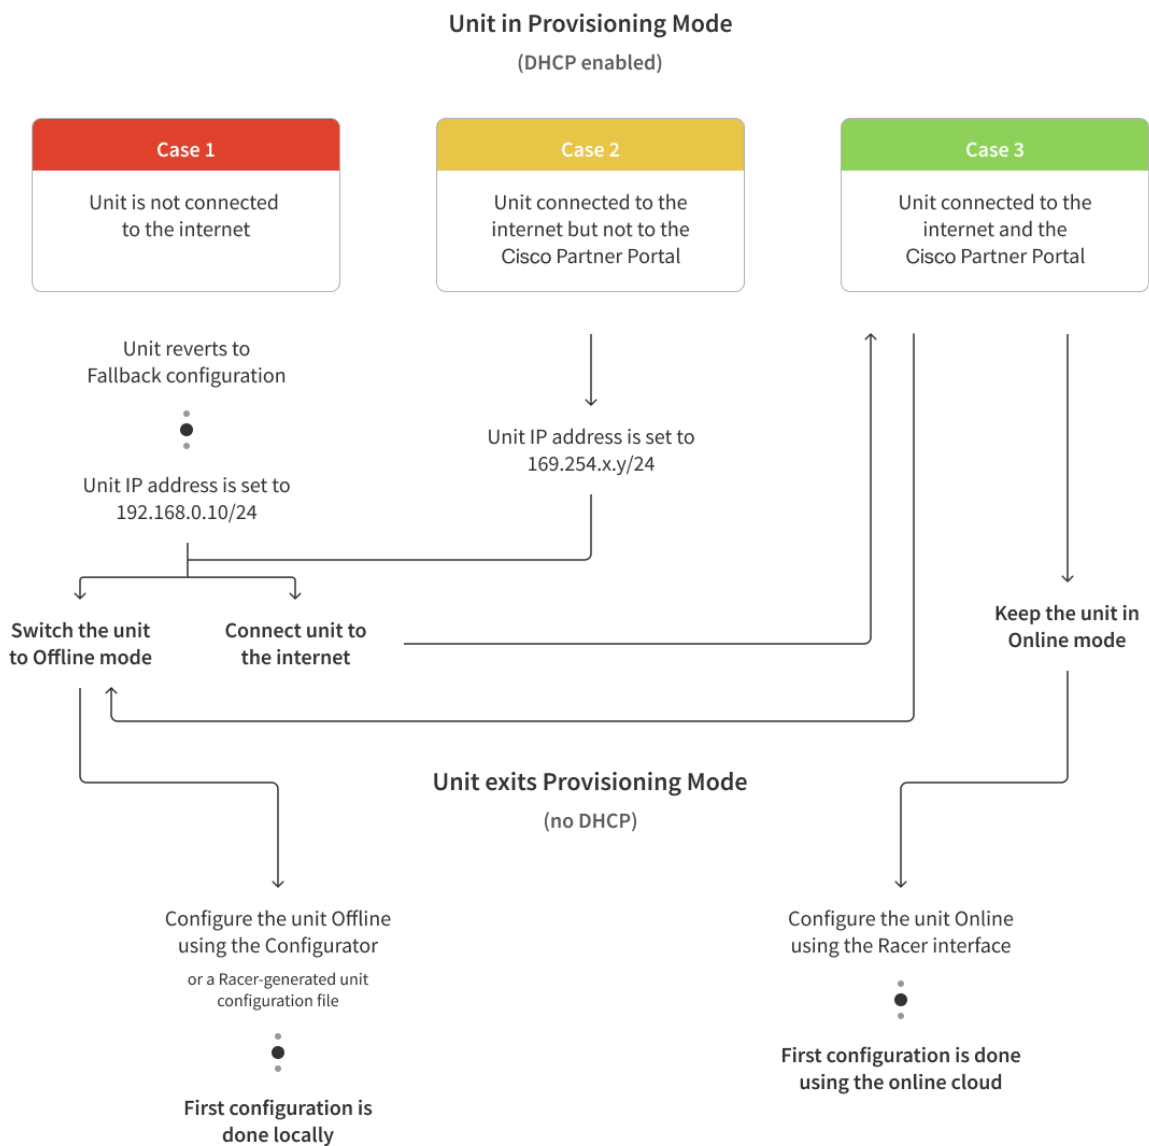 Unit in Provisioning Mode
(DHCP enabled)
Case 1
Unit is not connected
to the internet
Case 2
Unit connected to the
internet but not to the
Cisco Partner Portal
Case 3
Unit connected to the
internet and the
Cisco Partner Portal
Unit reverts to
Fallback configuration
Unit IP address is set to
192.168.0.10/24
Unit IP address is set to
169.254.x.y/24
Switch the unit
to Offline mode
Connect unit to
the internet
Keep the unit in
Online mode
Unit exits Provisioning Mode
(no DHCP)
Configure the unit Offline
using the Configurator
or a Racer-generated unit
configuration file
First configuration is
done locally
Configure the unit Online
using the Racer interface
First configuration is done
using the online cloud